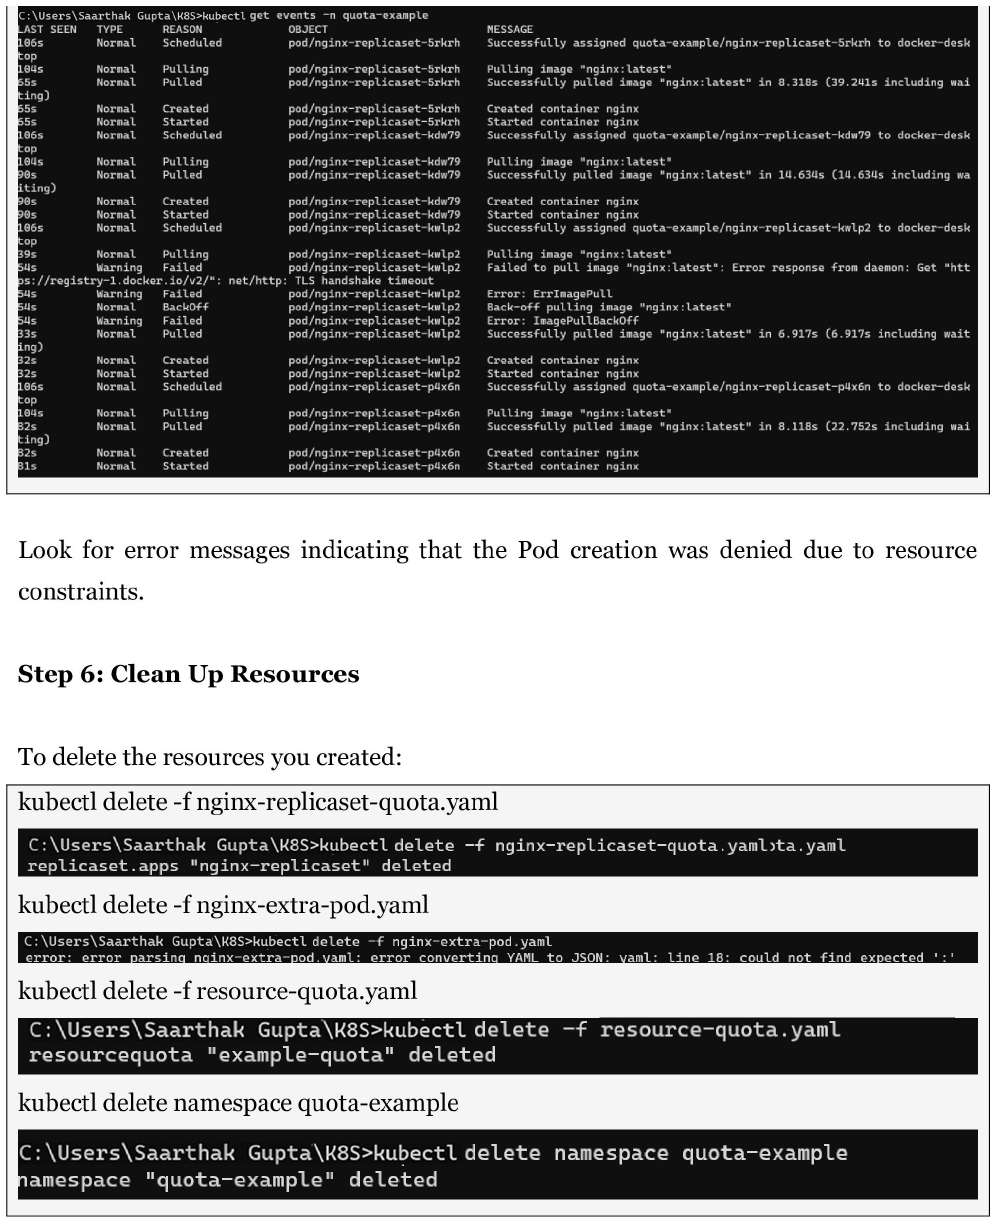 C:\Users\Saarthak Gupta\K8S>kubectl get events -n quota-example
LAST SEEN TYPE REASON OBJECT MESSAGE
106s Normal Scheduled pod/nginx-replicaset-5rkrh Successfully assigned quota-example/nginx-replicaset-5rkrh to docker-desk
top
104s Normal Pulling pod/nginx-replicaset-5rkrh Pulling image "nginx:latest"
65s Normal Pulled pod/nginx-replicaset-5rkrh Successfully pulled image "nginx:latest" in 8.318s (39.241s including wai
ting)
65s Normal Created pod/nginx-replicaset-5rkrh Created container nginx
65s Normal Started pod/nginx-replicaset-5rkrh Started container nginx
106s Normal Scheduled pod/nginx-replicaset-kdw79 Successfully assigned quota-example/nginx-replicaset-kdw79 to docker-desk
top
104s Normal Pulling pod/nginx-replicaset-kdw79 Pulling image "nginx:latest"
90s Normal Pulled pod/nginx-replicaset-kdw79 Successfully pulled image "nginx:latest" in 14.634s (14.634s including wa
iting)
90s Normal Created pod/nginx-replicaset-kdw79 Created container nginx
90s Normal Started pod/nginx-replicaset-kdw79 Started container nginx
106s Normal Scheduled pod/nginx-replicaset-kwlp2 Successfully assigned quota-example/nginx-replicaset-kwlp2 to docker-desk
top
39s Normal Pulling pod/nginx-replicaset-kwlp2 Pulling image "nginx:latest"
54s Warning Failed pod/nginx-replicaset-kwlp2 Failed to pull image "nginx:latest": Error response from daemon: Get "htt
ps://registry-1.docker.io/v2/": net/http: TLS handshake timeout
54s Warning Failed pod/nginx-replicaset-kwlp2 Error: ErrImagePull
54s Normal BackOff pod/nginx-replicaset-kwlp2 Back-off pulling image "nginx:latest"
54s Warning Failed pod/nginx-replicaset-kwlp2 Error: ImagePullBackOff
33s Normal Pulled pod/nginx-replicaset-kwlp2 Successfully pulled image "nginx:latest" in 6.917s (6.917s including wait
ing)
32s Normal Created pod/nginx-replicaset-kwlp2 Created container nginx
32s Normal Started pod/nginx-replicaset-kwlp2 Started container nginx
106s Normal Scheduled pod/nginx-replicaset-p4x6n Successfully assigned quota-example/nginx-replicaset-p4x6n to docker-desk
top
104s Normal Pulling pod/nginx-replicaset-p4x6n Pulling image "nginx:latest"
82s Normal Pulled pod/nginx-replicaset-p4x6n Successfully pulled image "nginx:latest" in 8.118s (22.752s including wai
ting)
82s Normal Created pod/nginx-replicaset-p4x6n Created container nginx
81s Normal Started pod/nginx-replicaset-p4x6n Started container nginx
Look for error messages indicating that the Pod creation was denied due to resource
constraints.
Step 6: Clean Up Resources
To delete the resources you created:
kubectl delete -f nginx-replicaset-quota.yaml
C:\Users\Saarthak Gupta\K8S>kubectl delete -f nginx-replicaset-quota.yamlota.yaml
replicaset.apps "nginx-replicaset" deleted
kubectl delete -f nginx-extra-pod.yaml
C:\Users\Saarthak Gupta\K8S>kubectl delete -f nginx-extra-pod.yaml
error: error parsing nginx-extra-pod.yaml: error converting YAML to JSON: yaml: line 18: could not find expected ':'
kubectl delete -f resource-quota.yaml
C:\Users\Saarthak Gupta\K8S>kubectl delete -f resource-quota.yaml
resourcequota "example-quota" deleted
kubectl delete namespace quota-example
C:\Users\Saarthak Gupta\K8S>kubectl delete namespace quota-example
namespace "quota-example" deleted